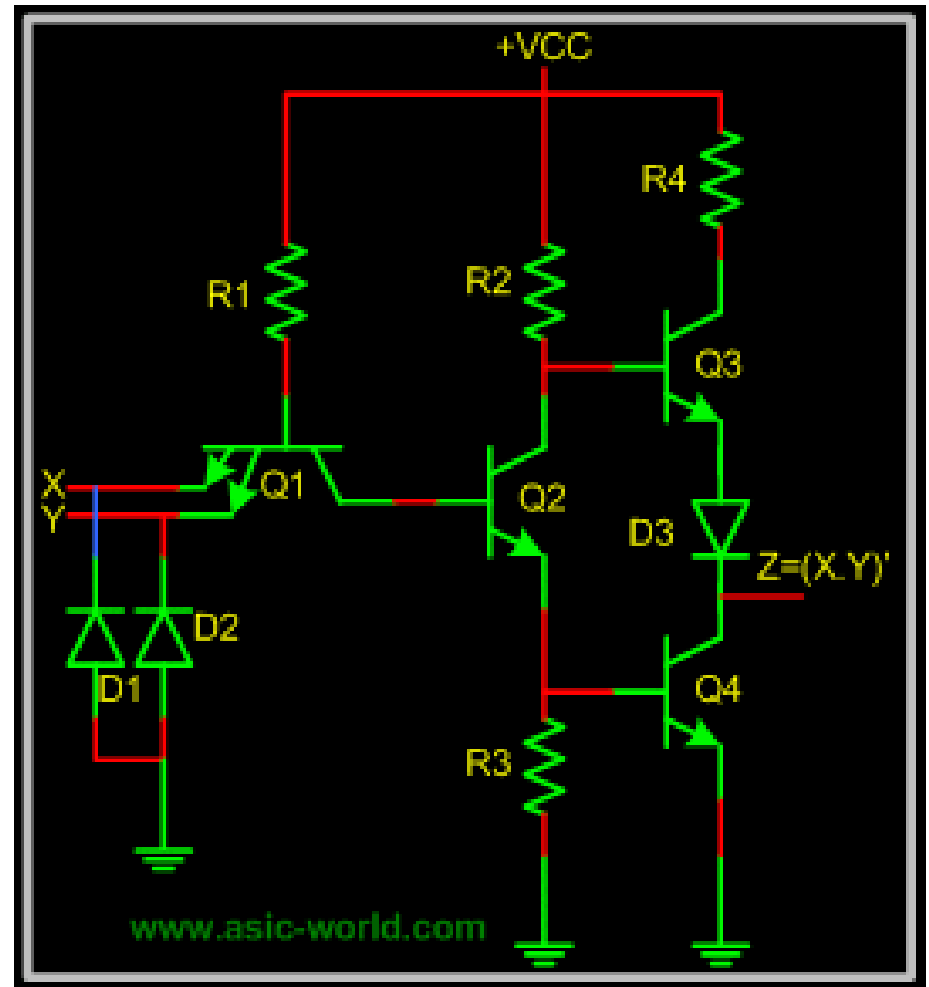 +VCC
R4
R1
R2
Q3
X
Q1
Y
Q2
D3
Z=(X.Y)'
D2
D1
Q4
R3
www.asic-world.com